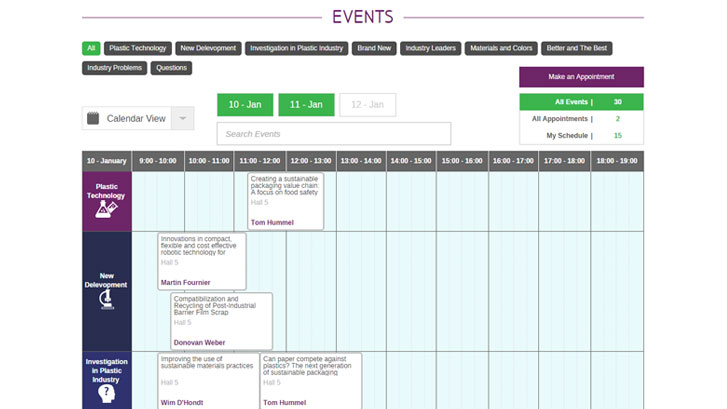 EVENTS
All
Plastic Technology
New Delevopment
Investigation in Plastic Industry
Brand New
Industry Leaders
Materials and Colors
Better and The Best
Industry Problems
Questions
Make an Appointment
10 - Jan
11 - Jan
12 - Jan
All Events | 30
Calendar View
All Appointments | 2
Search Events
My Schedule | 15
10 - January 9:00 - 10:00 10:00 - 11:00 11:00 - 12:00 12:00 - 13:00 13:00 - 14:00 14:00 - 15:00 15:00 - 16:00 16:00 - 17:00 17:00 - 18:00 18:00 - 19:00
Plastic
Technology
Creating a sustainable
packaging value chain:
A focus on food safety
Hall 5
Tom Hummel
New
Delevopment
Innovations in compact,
flexible and cost effective
robotic technology for
Hall 5
Martin Fournier
Compatibilization and
Recycling of Post-industrial
Barrier Film Scrap
Hall 5
Donovan Weber
Investigation
in Plastic
Industry
Improving the use of
sustainable materials practices
Hall 5
Wim D'Hondt
Can paper compete against
plastics? The next generation
of sustainable packaging
Hall 5
Tom Hummel